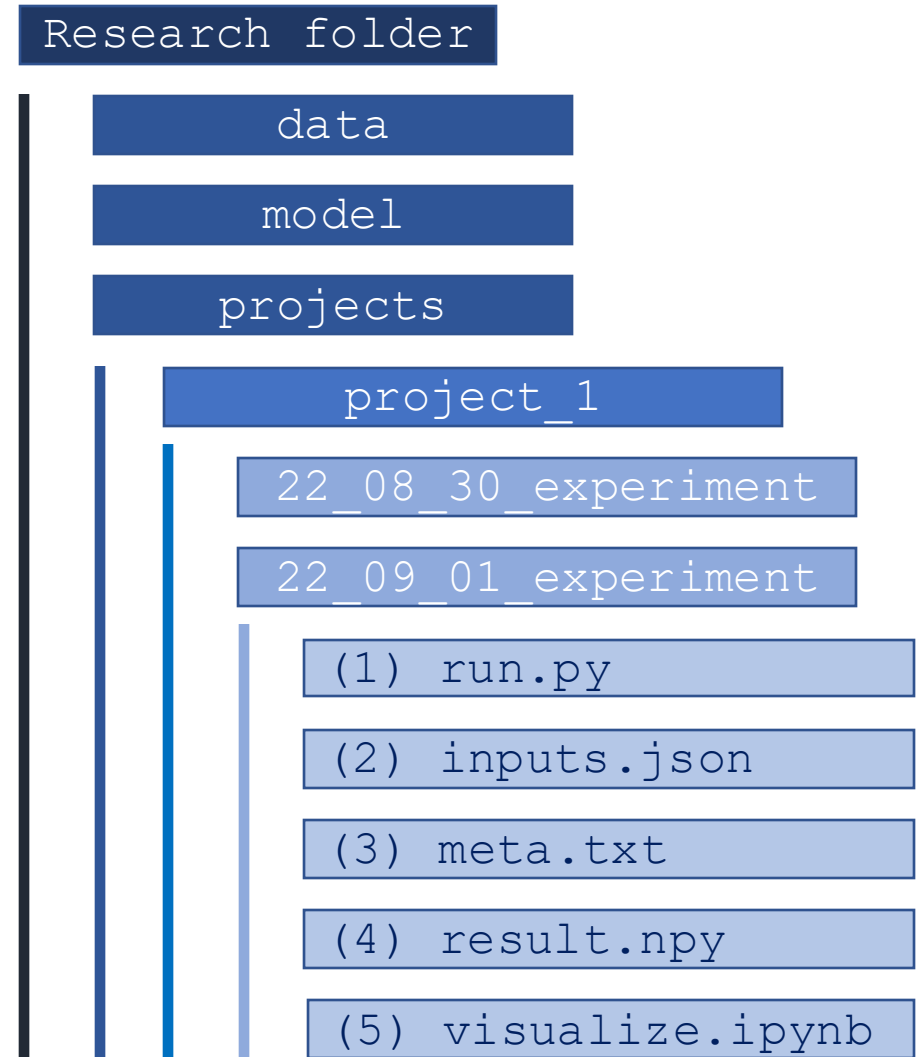 Research folder
data
model
projects
project_1
22_08_30_experiment
22_09_01_experiment
(1) run.py
(2) inputs.json
(3) meta.txt
(4) result.npy
(5) visualize.ipynb